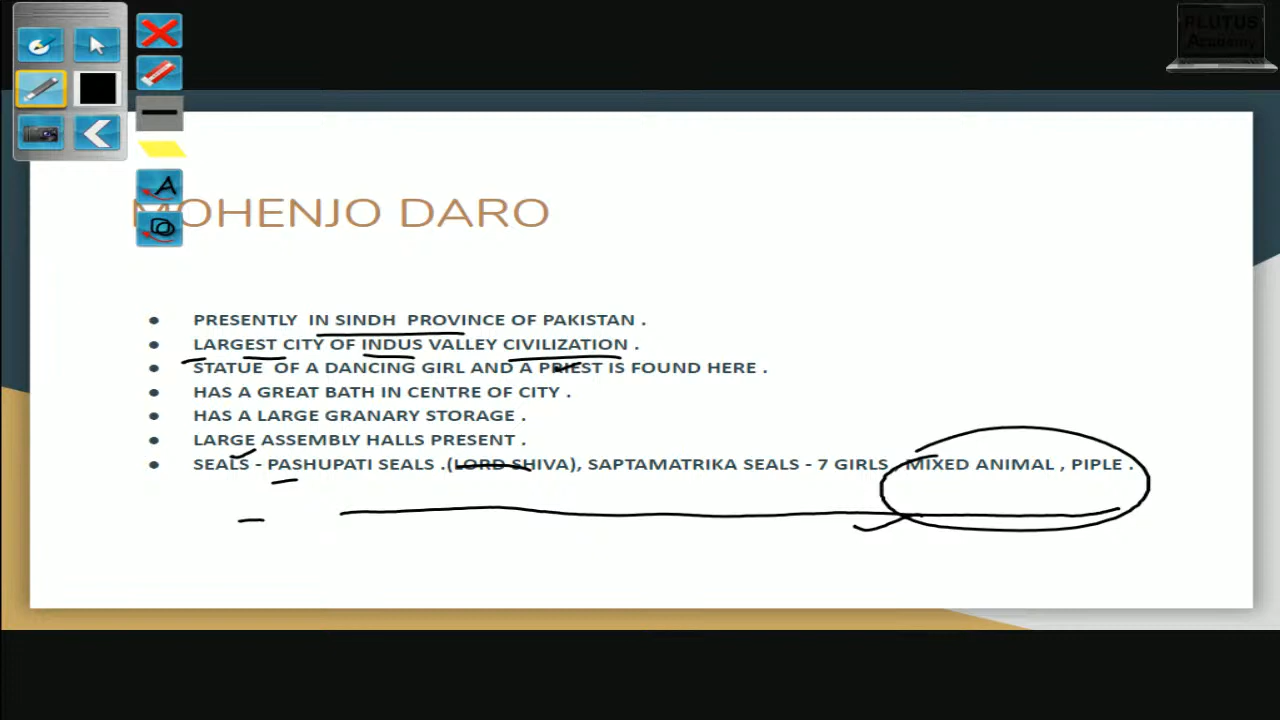 PLUTUS
Academy
MOHENJO DARO
● PRESENTLY IN SINDH PROVINCE OF PAKISTAN .
● LARGEST CITY OF INDUS VALLEY CIVILIZATION .
● STATUE OF A DANCING GIRL AND A PRIEST IS FOUND HERE .
● HAS A GREAT BATH IN CENTRE OF CITY .
● HAS A LARGE GRANARY STORAGE .
● LARGE ASSEMBLY HALLS PRESENT .
● SEALS - PASHUPATI SEALS .(LORD SHIVA), SAPTAMATRIKA SEALS - 7 GIRLS , MIXED ANIMAL , PIPLE .